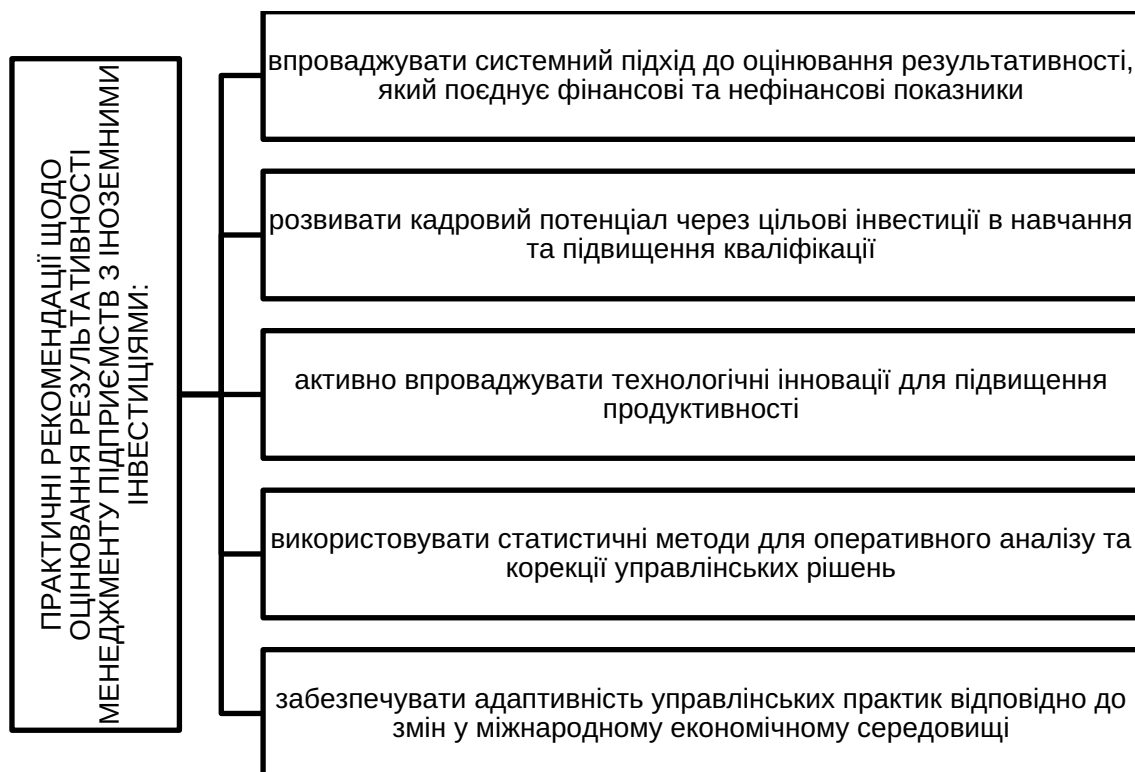 ПРАКТИЧНІ РЕКОМЕНДАЦІЇ ЩОДО
ОЦІНЮВАННЯ РЕЗУЛЬТАТИВНОСТІ
МЕНЕДЖМЕНТУ ПІДПРИЄМСТВ З ІНОЗЕМНИМИ
ІНВЕСТИЦІЯМИ:
впроваджувати системний підхід до оцінювання результативності,
який поєднує фінансові та нефінансові показники
розвивати кадровий потенціал через цільові інвестиції в навчання
та підвищення кваліфікації
активно впроваджувати технологічні інновації для підвищення
продуктивності
використовувати статистичні методи для оперативного аналізу та
корекції управлінських рішень
забезпечувати адаптивність управлінських практик відповідно до
змін у міжнародному економічному середовищі